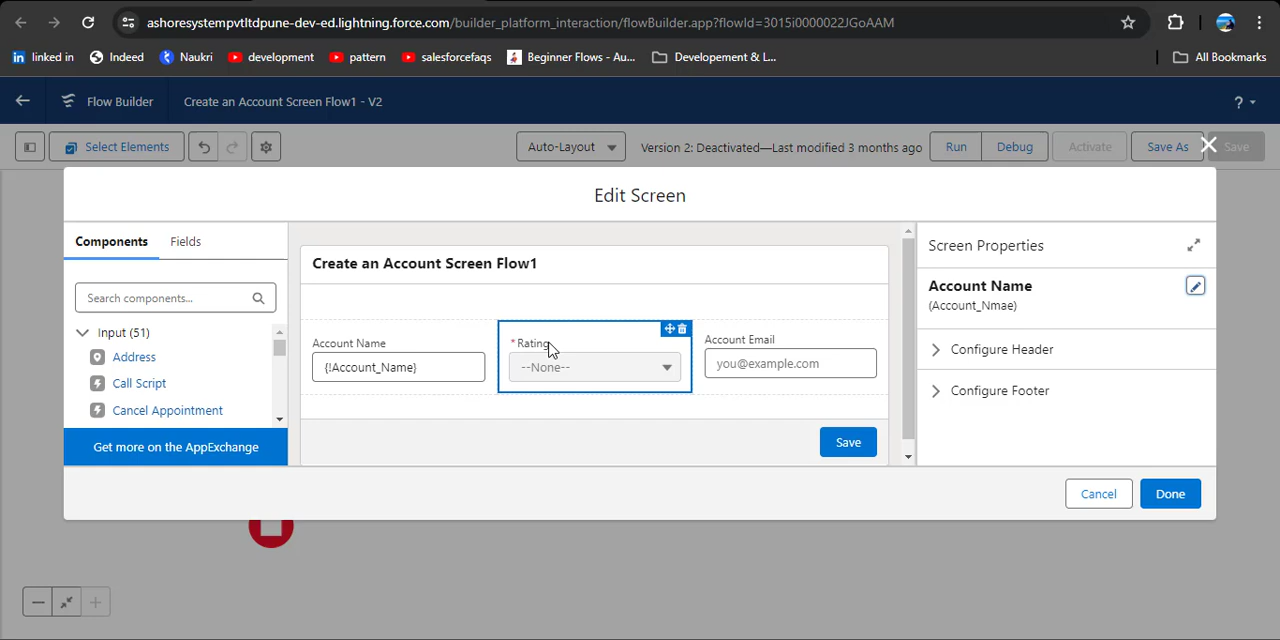 ashoresystempvtltdpune-dev-ed.lightning.force.com/builder_platform_interaction/flowBuilder.app?flowId=3015i0000022JGoAAM
linked in Indeed Naukri development pattern salesforcefaqs Beginner Flows - Au... Developement & L... All Bookmarks
Flow Builder Create an Account Screen Flow1 - V2 ?
Select Elements Auto-Layout Version 2: Deactivated—Last modified 3 months ago Run Debug Activate Save As Save
Edit Screen
Components Fields
Search components...
Input (51)
Address
Call Script
Cancel Appointment
Get more on the AppExchange
Create an Account Screen Flow1
Account Name
{!Account_Name}
* Rating
--None--
Account Email
you@example.com
Save
Screen Properties
Account Name
(Account_Nmae)
Configure Header
Configure Footer
Cancel Done